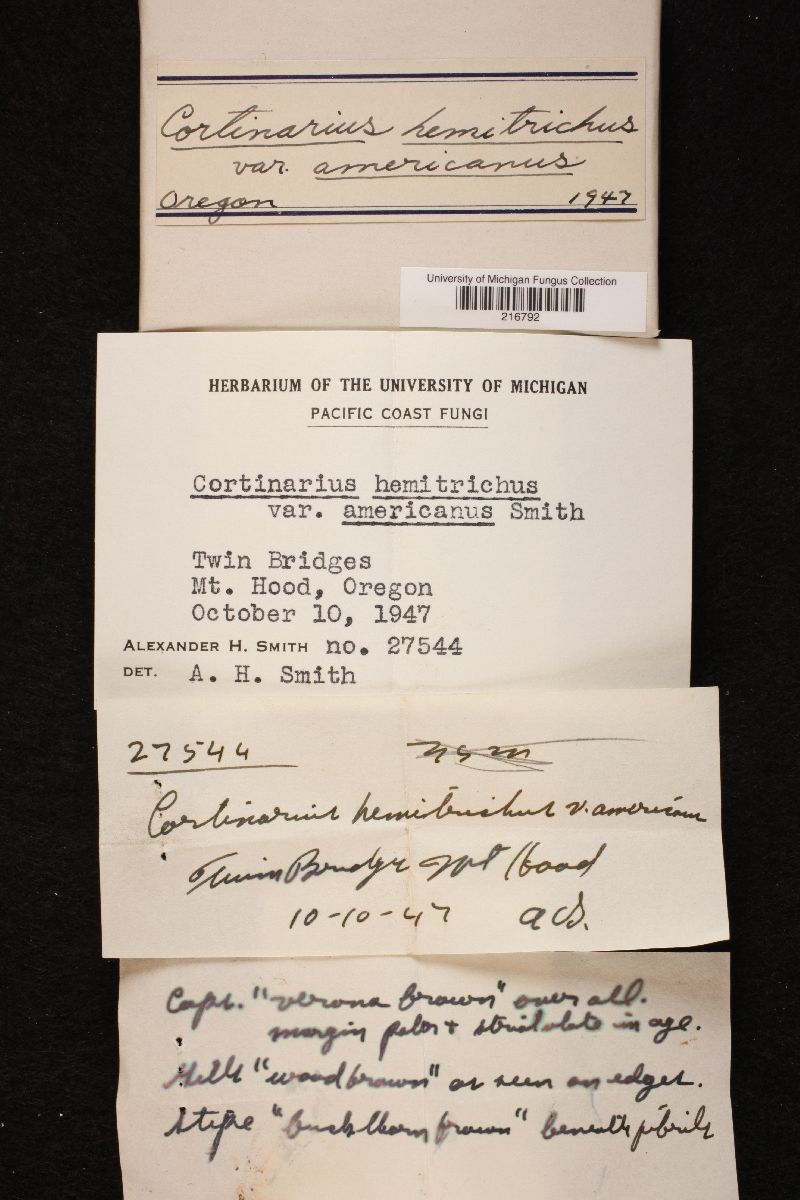 Cortinarius hemitrichus
var. americanus
Oregon 1947
University of Michigan Fungus Collection
216792
HERBARIUM OF THE UNIVERSITY OF MICHIGAN
PACIFIC COAST FUNGI
Cortinarius hemitrichus
var. americanus Smith
Twin Bridges
Mt. Hood, Oregon
October 10, 1947
ALEXANDER H. SMITH no. 27544
DET. A. H. Smith
27544
Cortinarius hemitrichus v. american
Twin Bridge Mt Hood
10-10-47
Caps. "verona brown" over all.
margin paler + striatulate in age.
Gills "wood brown" as seen on edges.
Stipe "buckthorn brown" beneath fibrils